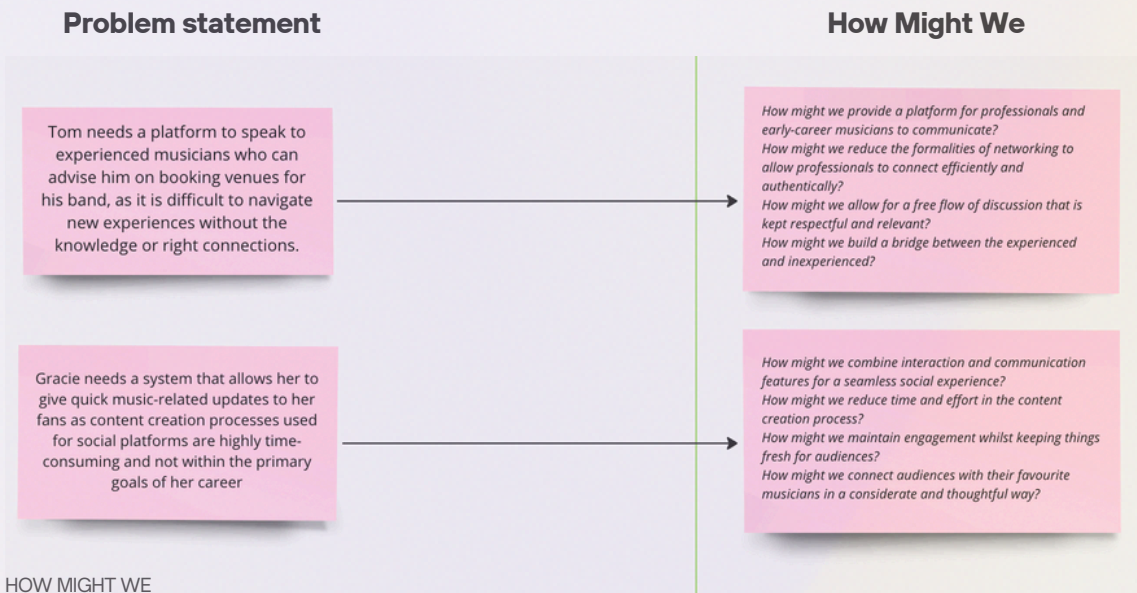 Problem statement
How Might We
Tom needs a platform to speak to
experienced musicians who can
advise him on booking venues for
his band, as it is difficult to navigate
new experiences without the
knowledge or right connections.
How might we provide a platform for professionals and
early-career musicians to communicate?
How might we reduce the formalities of networking to
allow professionals to connect efficiently and
authentically?
How might we allow for a free flow of discussion that is
kept respectful and relevant?
How might we build a bridge between the experienced
and inexperienced?
Gracie needs a system that allows her to
give quick music-related updates to her
fans as content creation processes used
for social platforms are highly time-
consuming and not within the primary
goals of her career
How might we combine interaction and communication
features for a seamless social experience?
How might we reduce time and effort in the content
creation process?
How might we maintain engagement whilst keeping things
fresh for audiences?
How might we connect audiences with their favourite
musicians in a considerate and thoughtful way?
HOW MIGHT WE